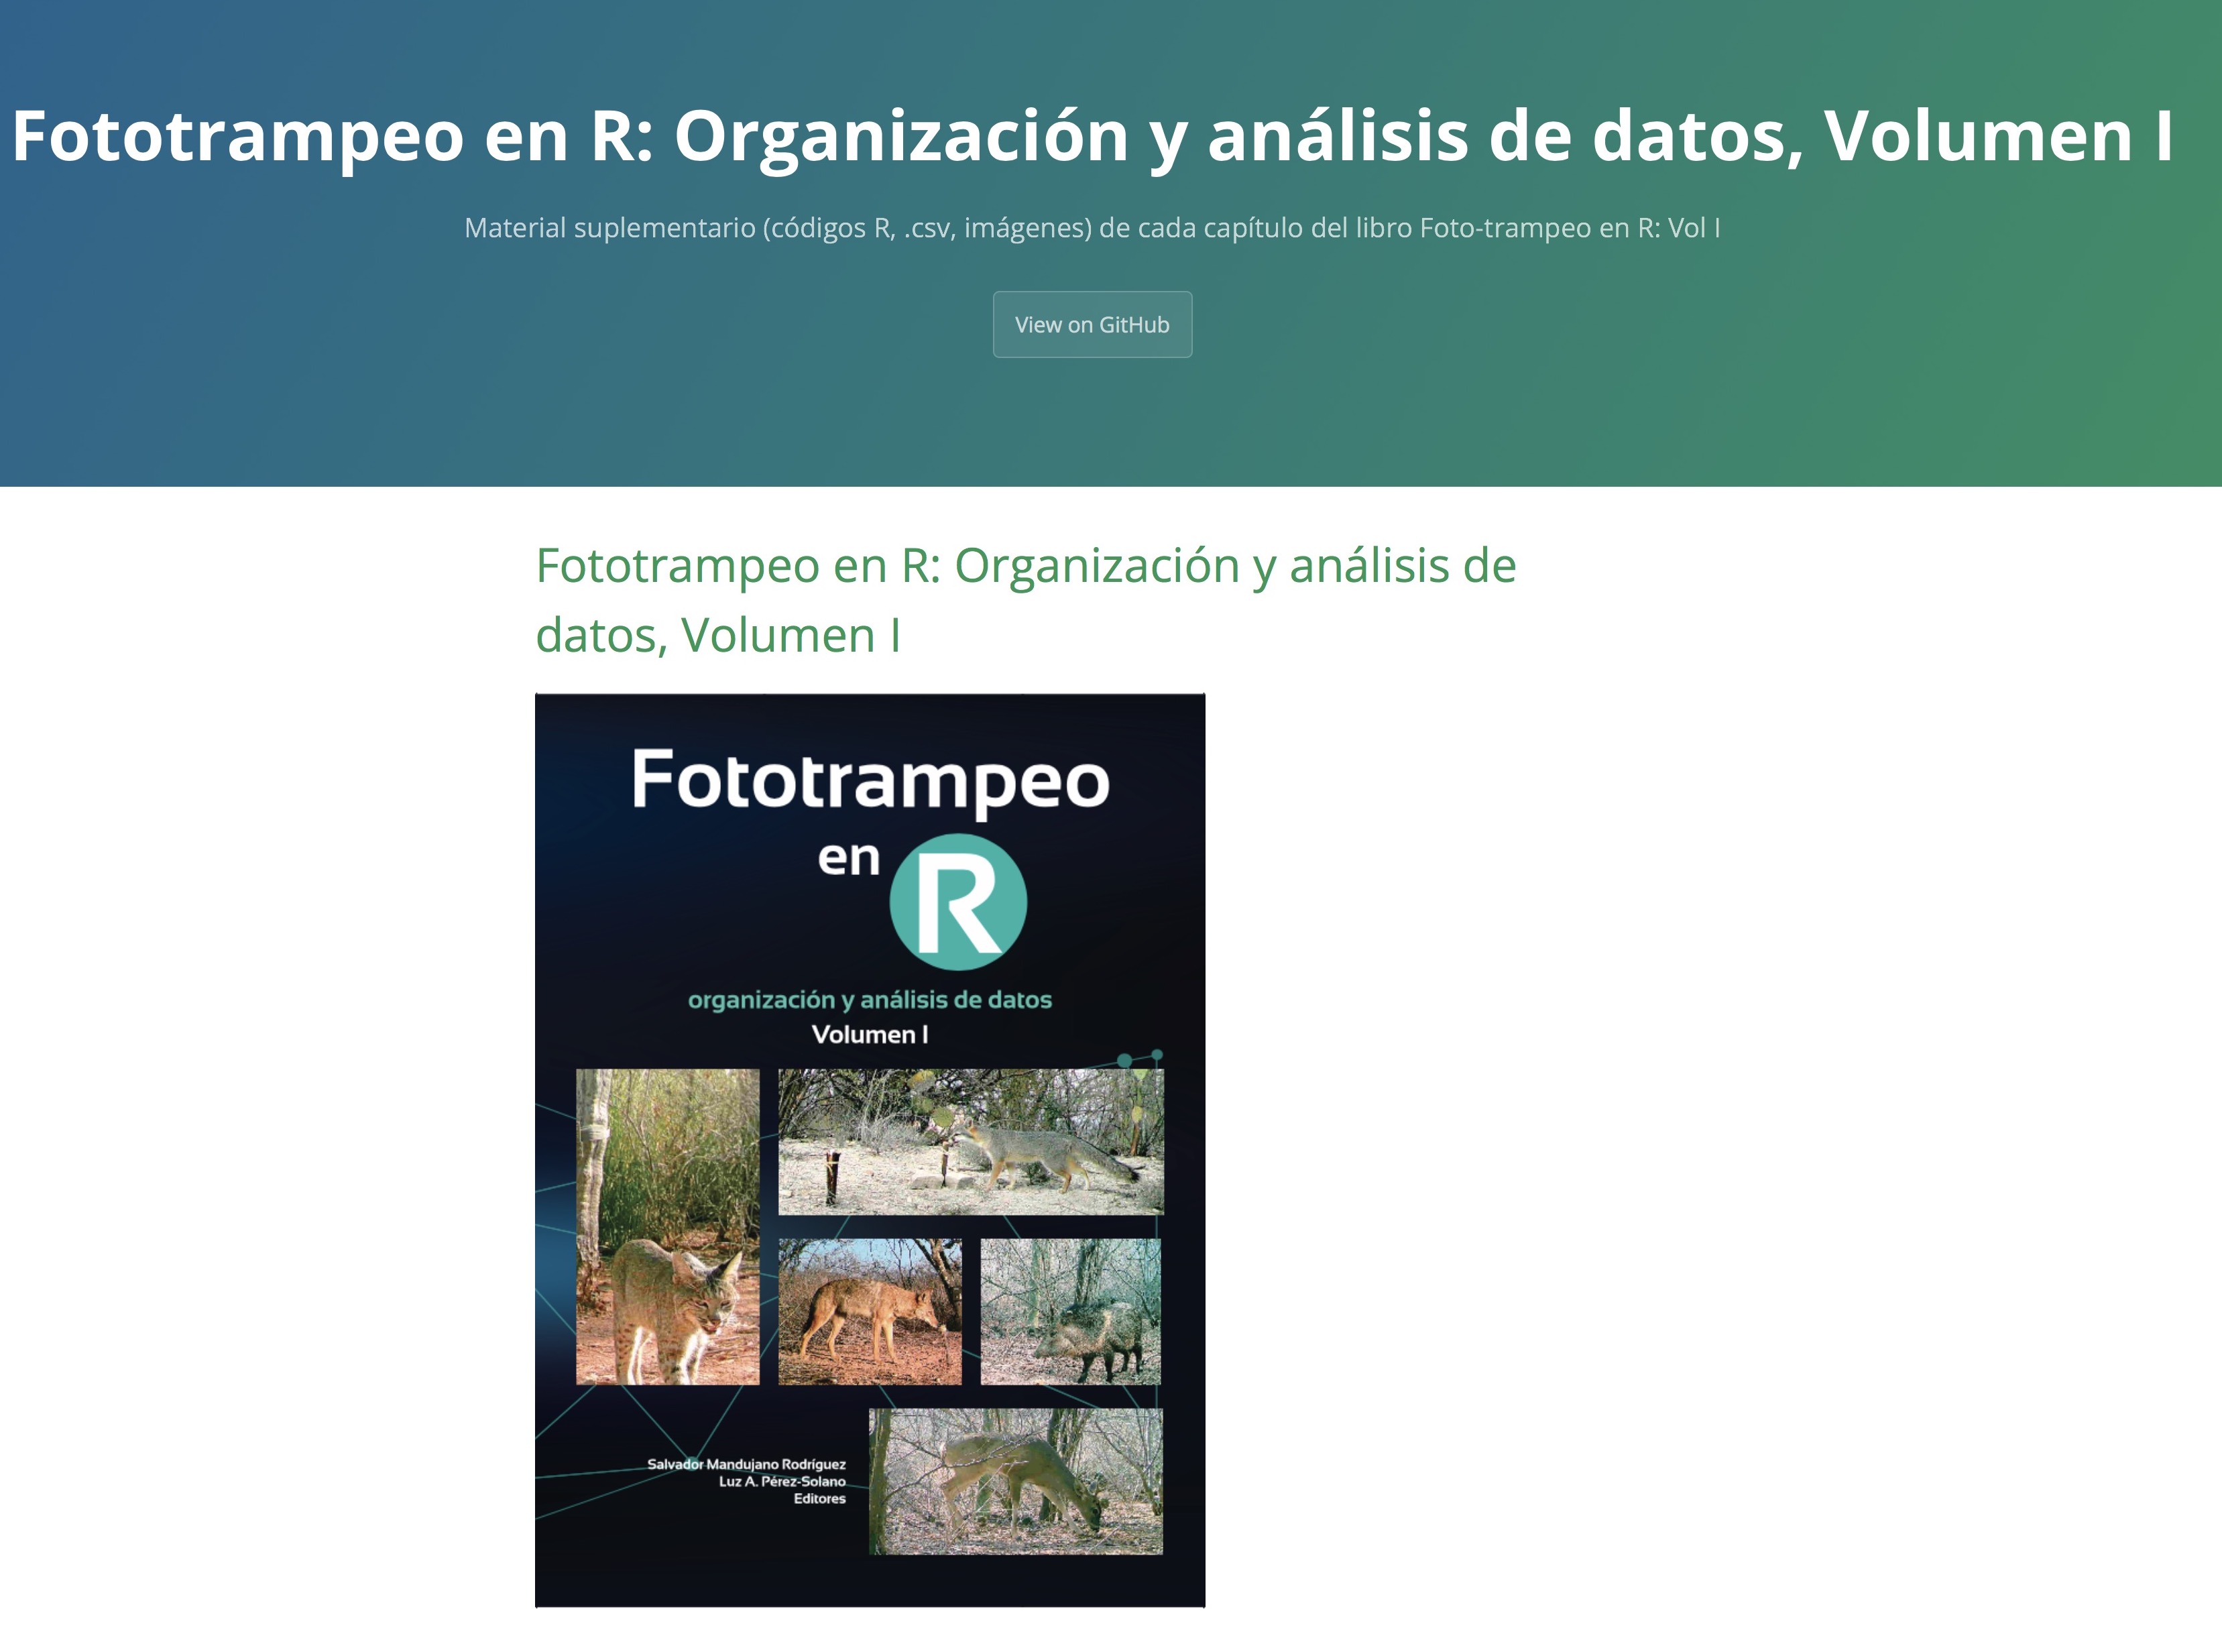 Fototrampeo en R: Organización y análisis de datos, Volumen I
Material suplementario (códigos R, .csv, imágenes) de cada capítulo del libro Foto-trampeo en R: Vol I
View on GitHub
Fototrampeo en R: Organización y análisis de
datos, Volumen I
Fototrampeo
en R
organización y análisis de datos
Volumen I
Salvador Mandujano Rodríguez
Luz A. Pérez-Solano
Editores